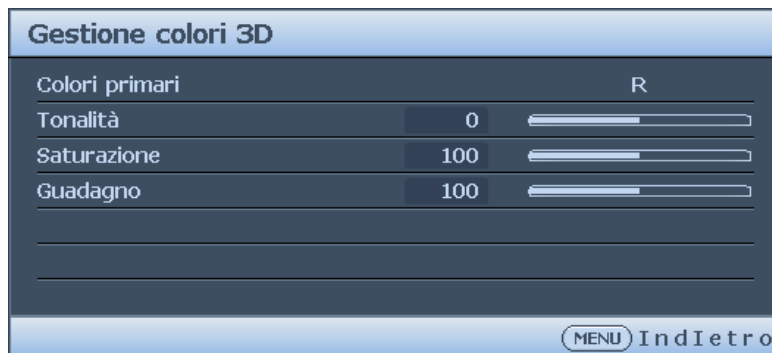 Gestione colori 3D
Colori primari R
Tonalità 0
Saturazione 100
Guadagno 100
MENU IndIetro